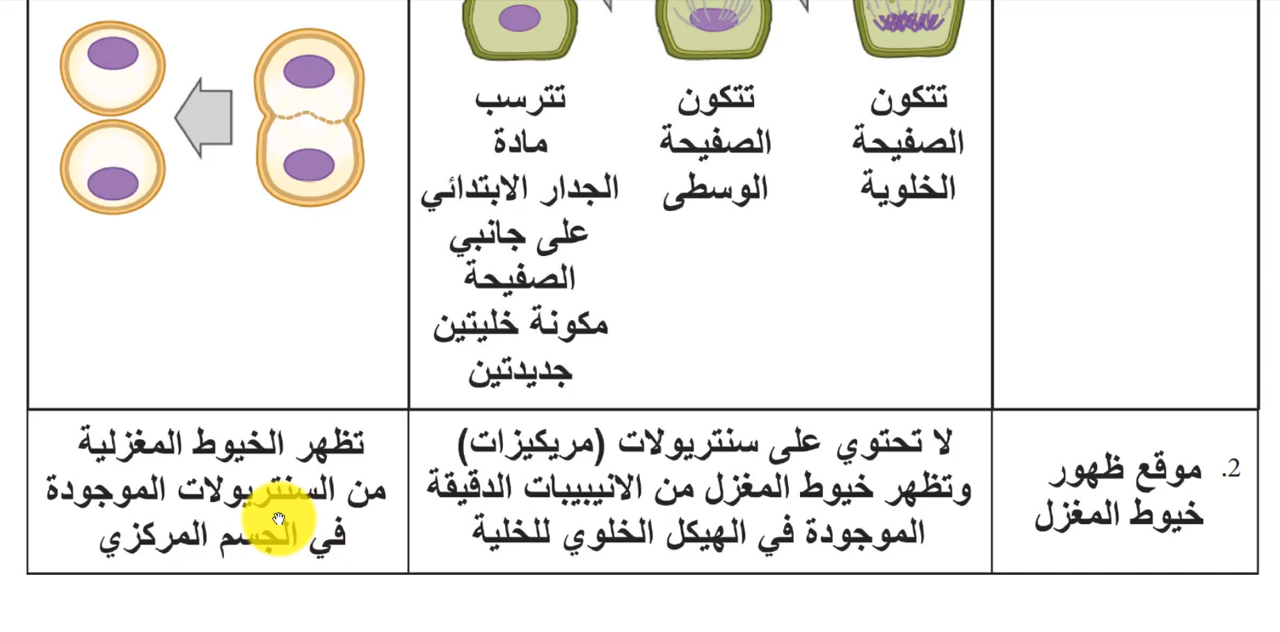 تتكون
الصفيحة
الخلوية
تتكون
الصفيحة
الوسطى
تترسب
مادة
الجدار الابتدائي
على جانبي
الصفيحة
مكونة خليتين
جديدتين
2. موقع ظهور
خيوط المغزل
لا تحتوي على سنتريولات (مريكيزات)
وتظهر خيوط المغزل من الانيبيبات الدقيقة
الموجودة في الهيكل الخلوي للخلية
تظهر الخيوط المغزلية
من السنتريولات الموجودة
في الجسم المركزي